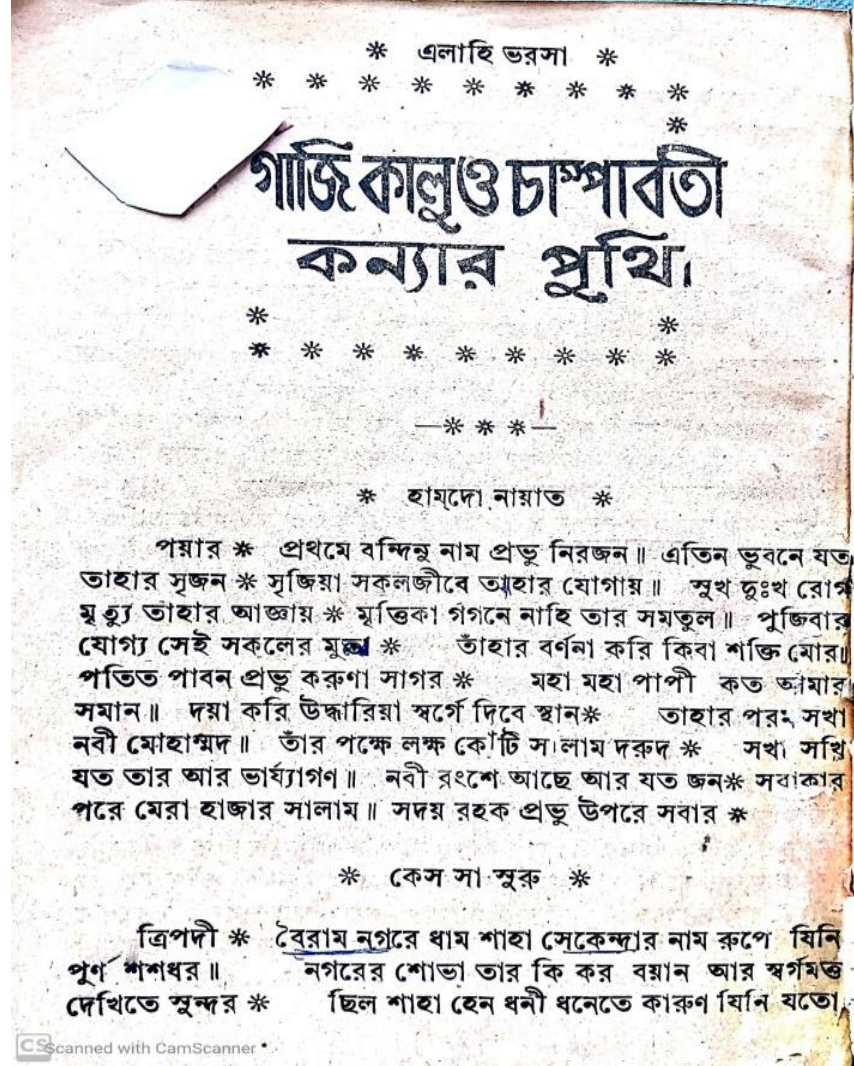 * এলাহি ভরসা *
* * * * * * * * *
*
গাজি কালু ও চাম্পাবতী
কন্যার পুথি।
* *
* * * * * * * * *
—* * *—
* হাম্‌দো নায়াত *
পয়ার * প্রথমে বন্দিনু নাম প্রভু নিরজন॥ এতিন ভুবনে যত
তাহার সৃজন * সৃজিয়া সকলজীবে আহার যোগায়॥ সুখ দুঃখ রোগ
মৃত্যু তাহার আজ্ঞায় * মৃত্তিকা গগনে নাহি তার সমতুল॥ পুজিবার
যোগ্য সেই সকলের মুল * তাঁহার বর্ণনা করি কিবা শক্তি মোর॥
পতিত পাবন প্রভু করুণা সাগর * মহা মহা পাপী কত আমার
সমান॥ দয়া করি উদ্ধারিয়া স্বর্গে দিবে স্থান* তাহার পরম সখা
নবী মোহাম্মদ॥ তাঁর পক্ষে লক্ষ কোটি সালাম দরুদ * সখা সখি
যত তার আর ভার্য্যাগণ॥ নবী বংশে আছে আর যত জন* সবাকার
পরে মেরা হাজার সালাম॥ সদয় রহক প্রভু উপরে সবার *
* কেস সা সুরু *
ত্রিপদী * বৈরাম নগরে ধাম শাহা সেকেন্দার নাম রুপে যিনি
পুর্ণ শশধর॥ নগরের শোভা তার কি কর বয়ান আর স্বর্গমত্ত
দেখিতে সুন্দর * ছিল শাহা হেন ধনী ধনেতে কারুণ যিনি যতো
CS Scanned with CamScanner